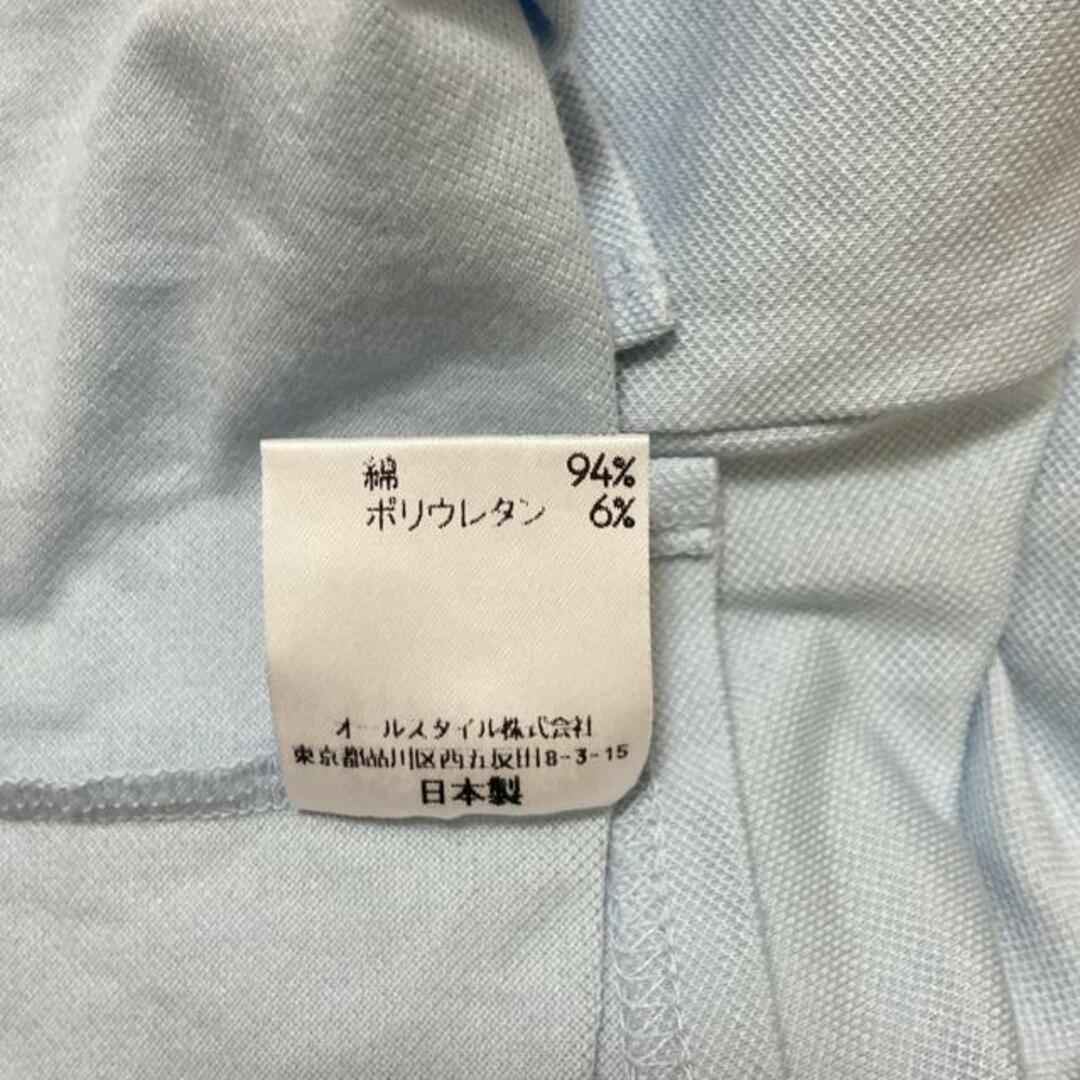 綿 94%
ポリウレタン 6%
オールスタイル株式会社
東京都品川区西五反田8-3-15
日本製